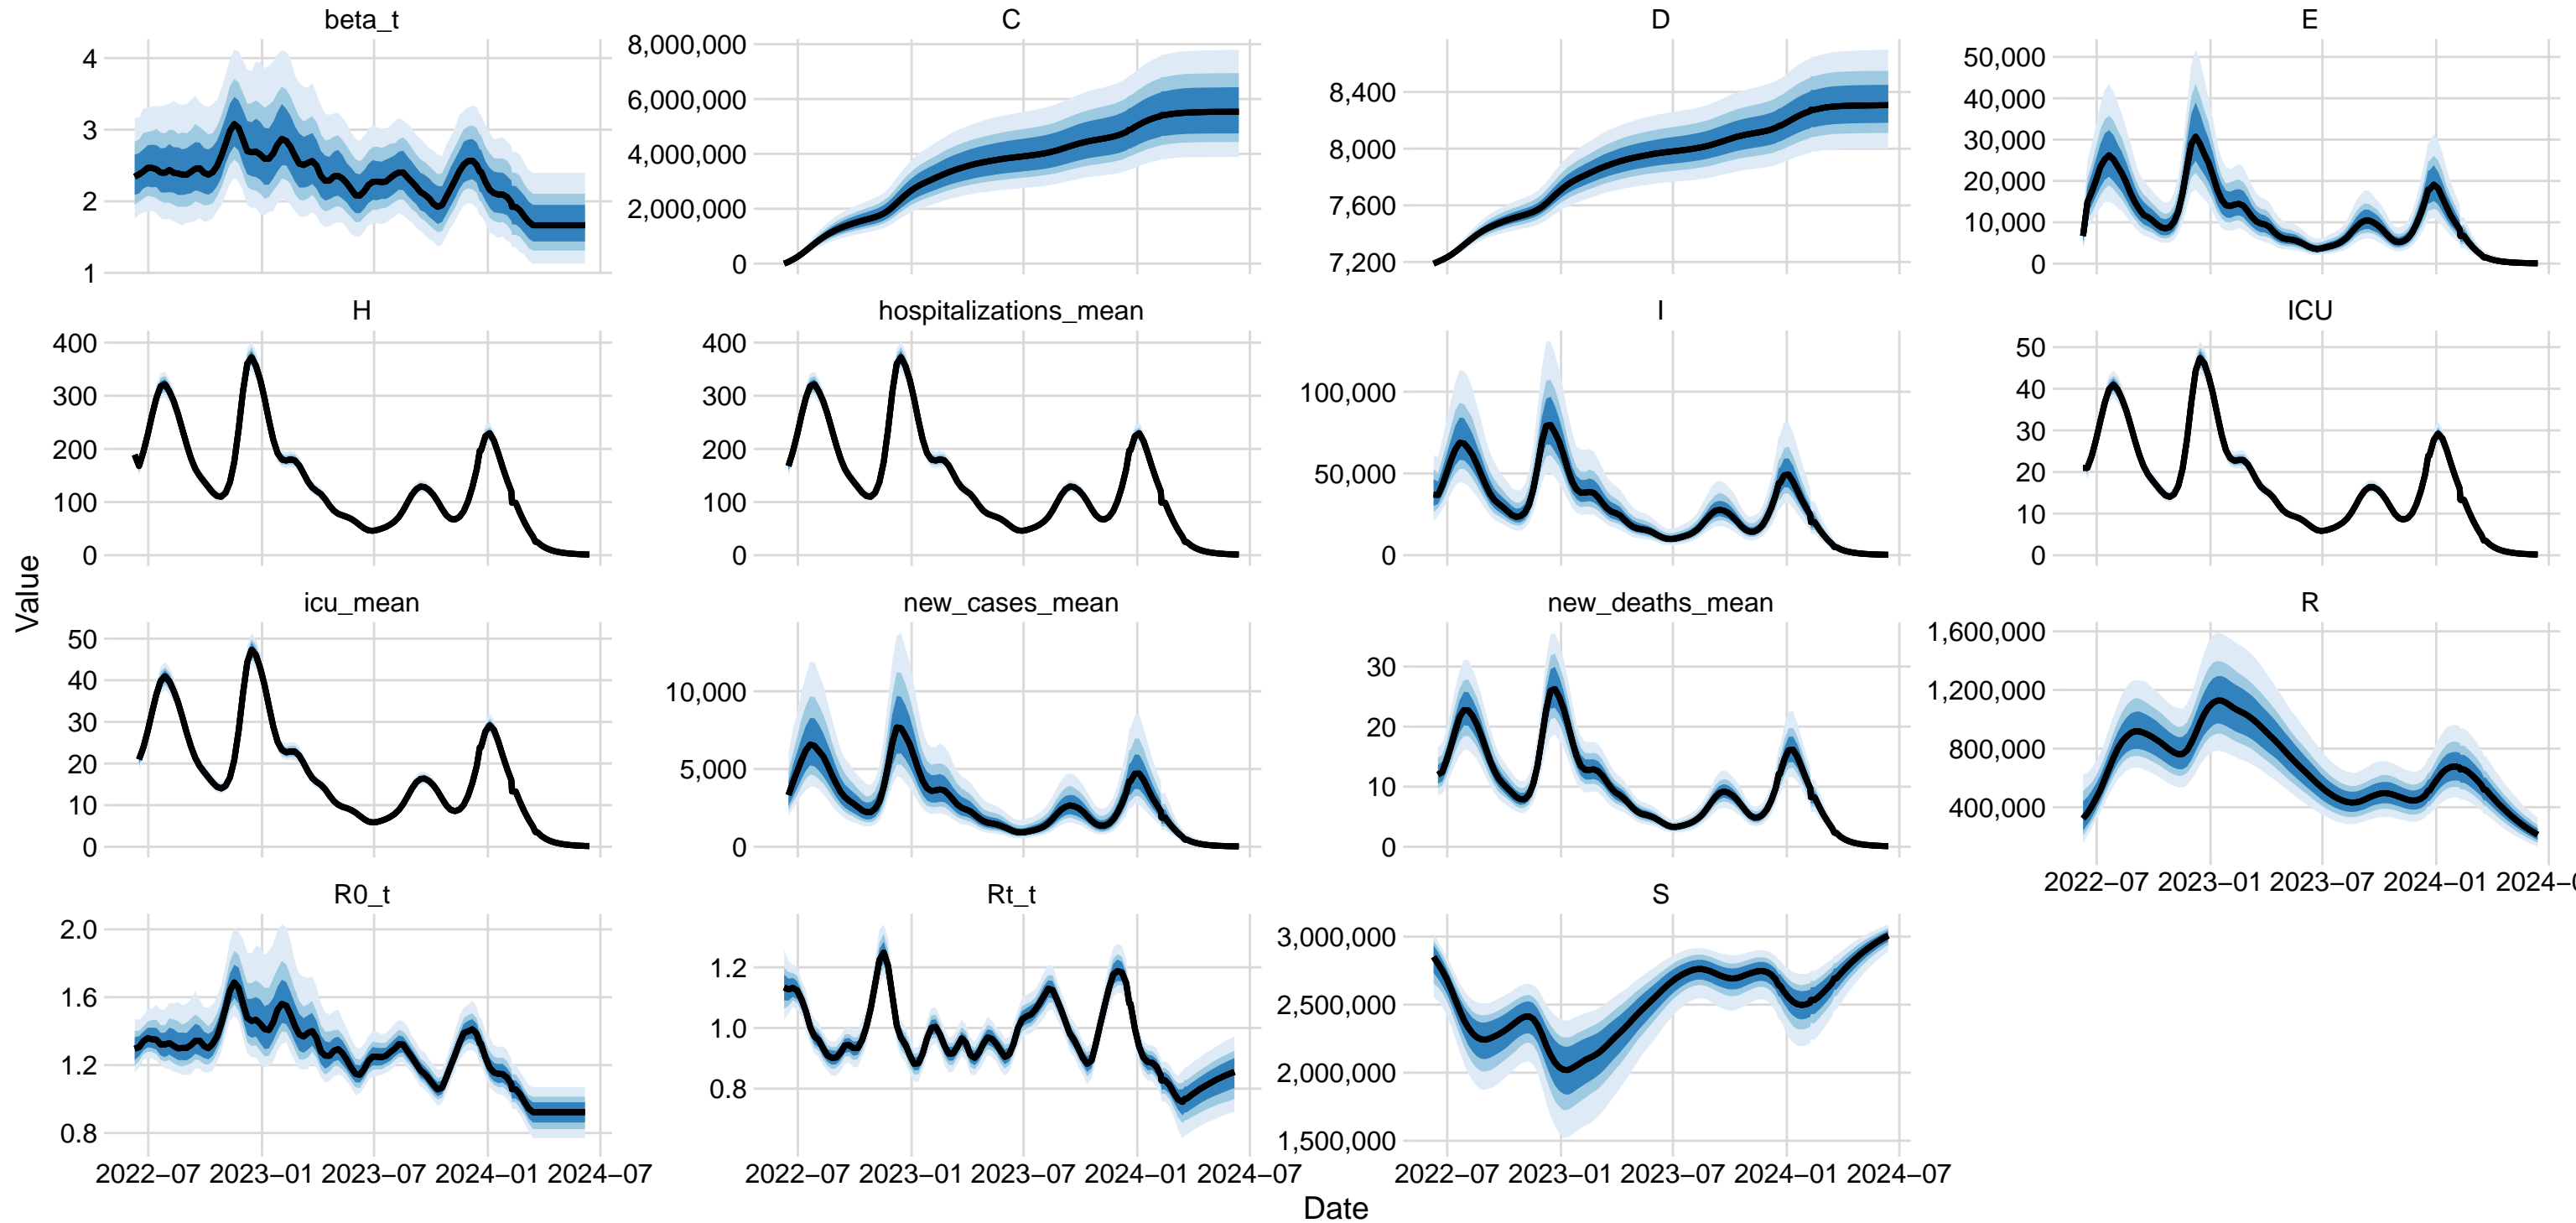 beta_t C D E
4 8,000,000 8,400 50,000
3 6,000,000 8,000 40,000
2 4,000,000 7,600 30,000
1 2,000,000 7,200 20,000
0 10,000
0
H hospitalizations_mean I ICU
400 400 100,000 50
300 300 50,000 40
200 200 0 30
100 100 20
0 0 10
0
Value
icu_mean new_cases_mean new_deaths_mean R
50 10,000 30 1,600,000
40 5,000 20 1,200,000
30 0 10 800,000
20 0 400,000
10
0
2022−07 2023−01 2023−07 2024−01 2024−0
R0_t Rt_t S
2.0 1.2 3,000,000
1.6 1.0 2,500,000
1.2 0.8 2,000,000
0.8 1,500,000
2022−07 2023−01 2023−07 2024−01 2024−07 2022−07 2023−01 2023−07 2024−01 2024−07 2022−07 2023−01 2023−07 2024−01 2024−07
Date